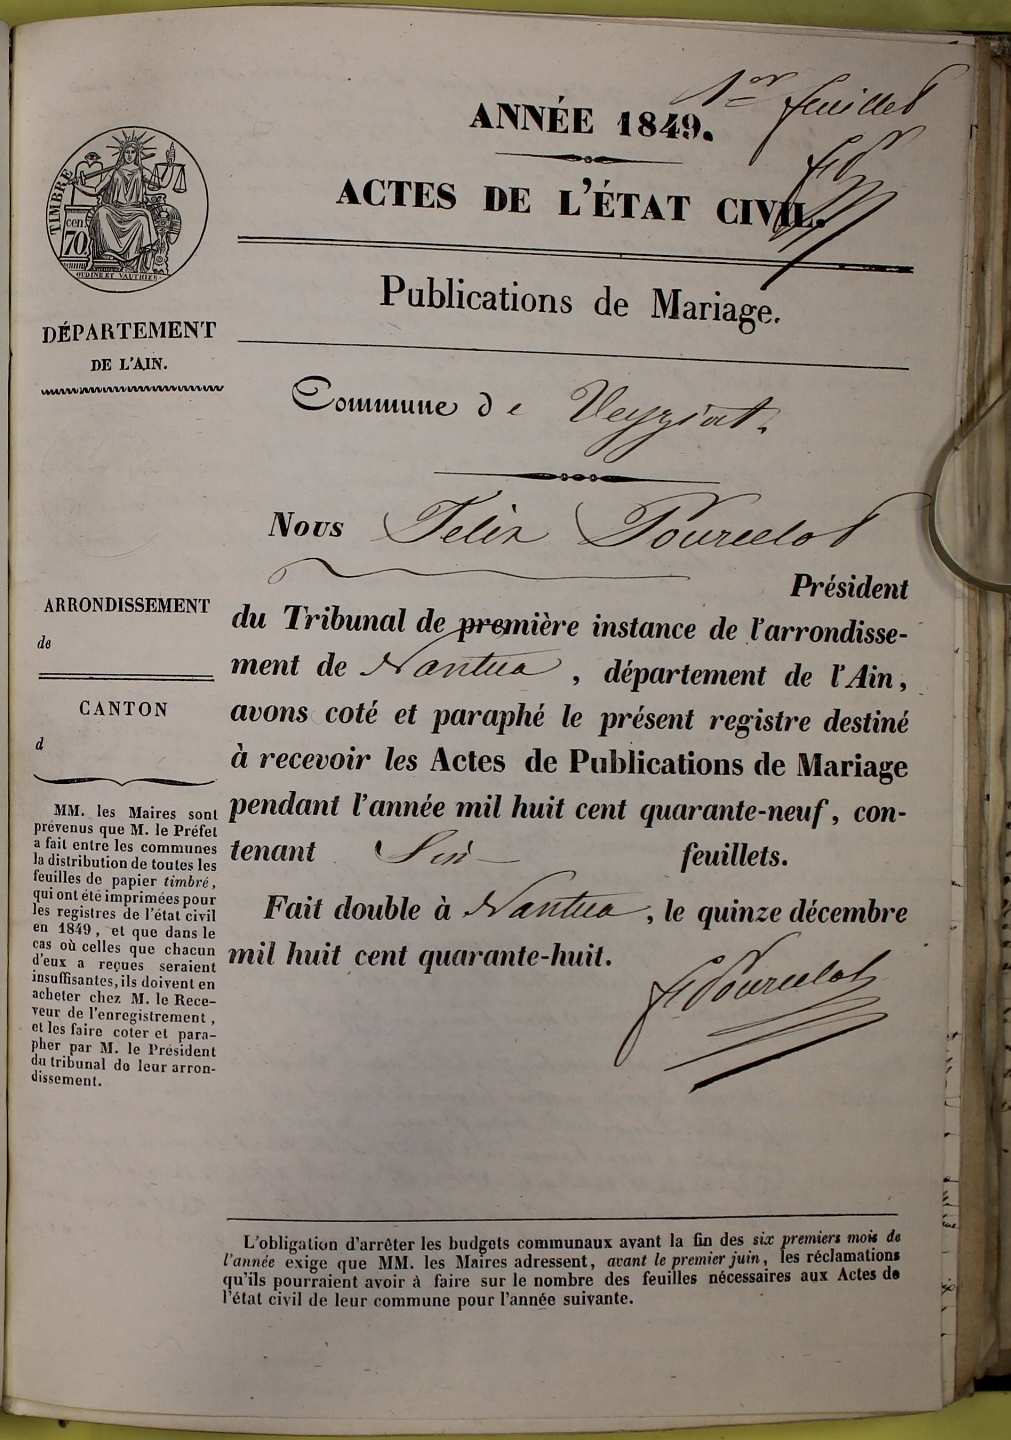 1er feuillet
ANNÉE 1849.
ACTES DE L'ÉTAT CIVIL.
Publications de Mariage.
TIMBRE
cen.
70
OUDINE ET VAUTHIER
DÉPARTEMENT
DE L'AIN.
Commune de Veyziat.
Nous Félix Pourcelot
Président
du Tribunal de première instance de l'arrondisse-
ment de Nantua, département de l'Ain,
avons coté et paraphé le présent registre destiné
à recevoir les Actes de Publications de Mariage
pendant l'année mil huit cent quarante-neuf, con-
tenant Six feuillets.
Fait double à Nantua, le quinze décembre
mil huit cent quarante-huit.
F. Pourcelot
ARRONDISSEMENT
de
CANTON
d
MM. les Maires sont
prévenus que M. le Préfet
a fait entre les communes
la distribution de toutes les
feuilles de papier timbré,
qui ont été imprimées pour
les registres de l'état civil
en 1849, et que dans le
cas où celles que chacun
d'eux a reçues seraient
insuffisantes, ils doivent en
acheter chez M. le Rece-
veur de l'enregistrement,
et les faire coter et para-
pher par M. le Président
du tribunal de leur arron-
dissement.
L'obligation d'arrêter les budgets communaux avant la fin des six premiers mois de
l'année exige que MM. les Maires adressent, avant le premier juin, les réclamations
qu'ils pourraient avoir à faire sur le nombre des feuilles nécessaires aux Actes de
l'état civil de leur commune pour l'année suivante.